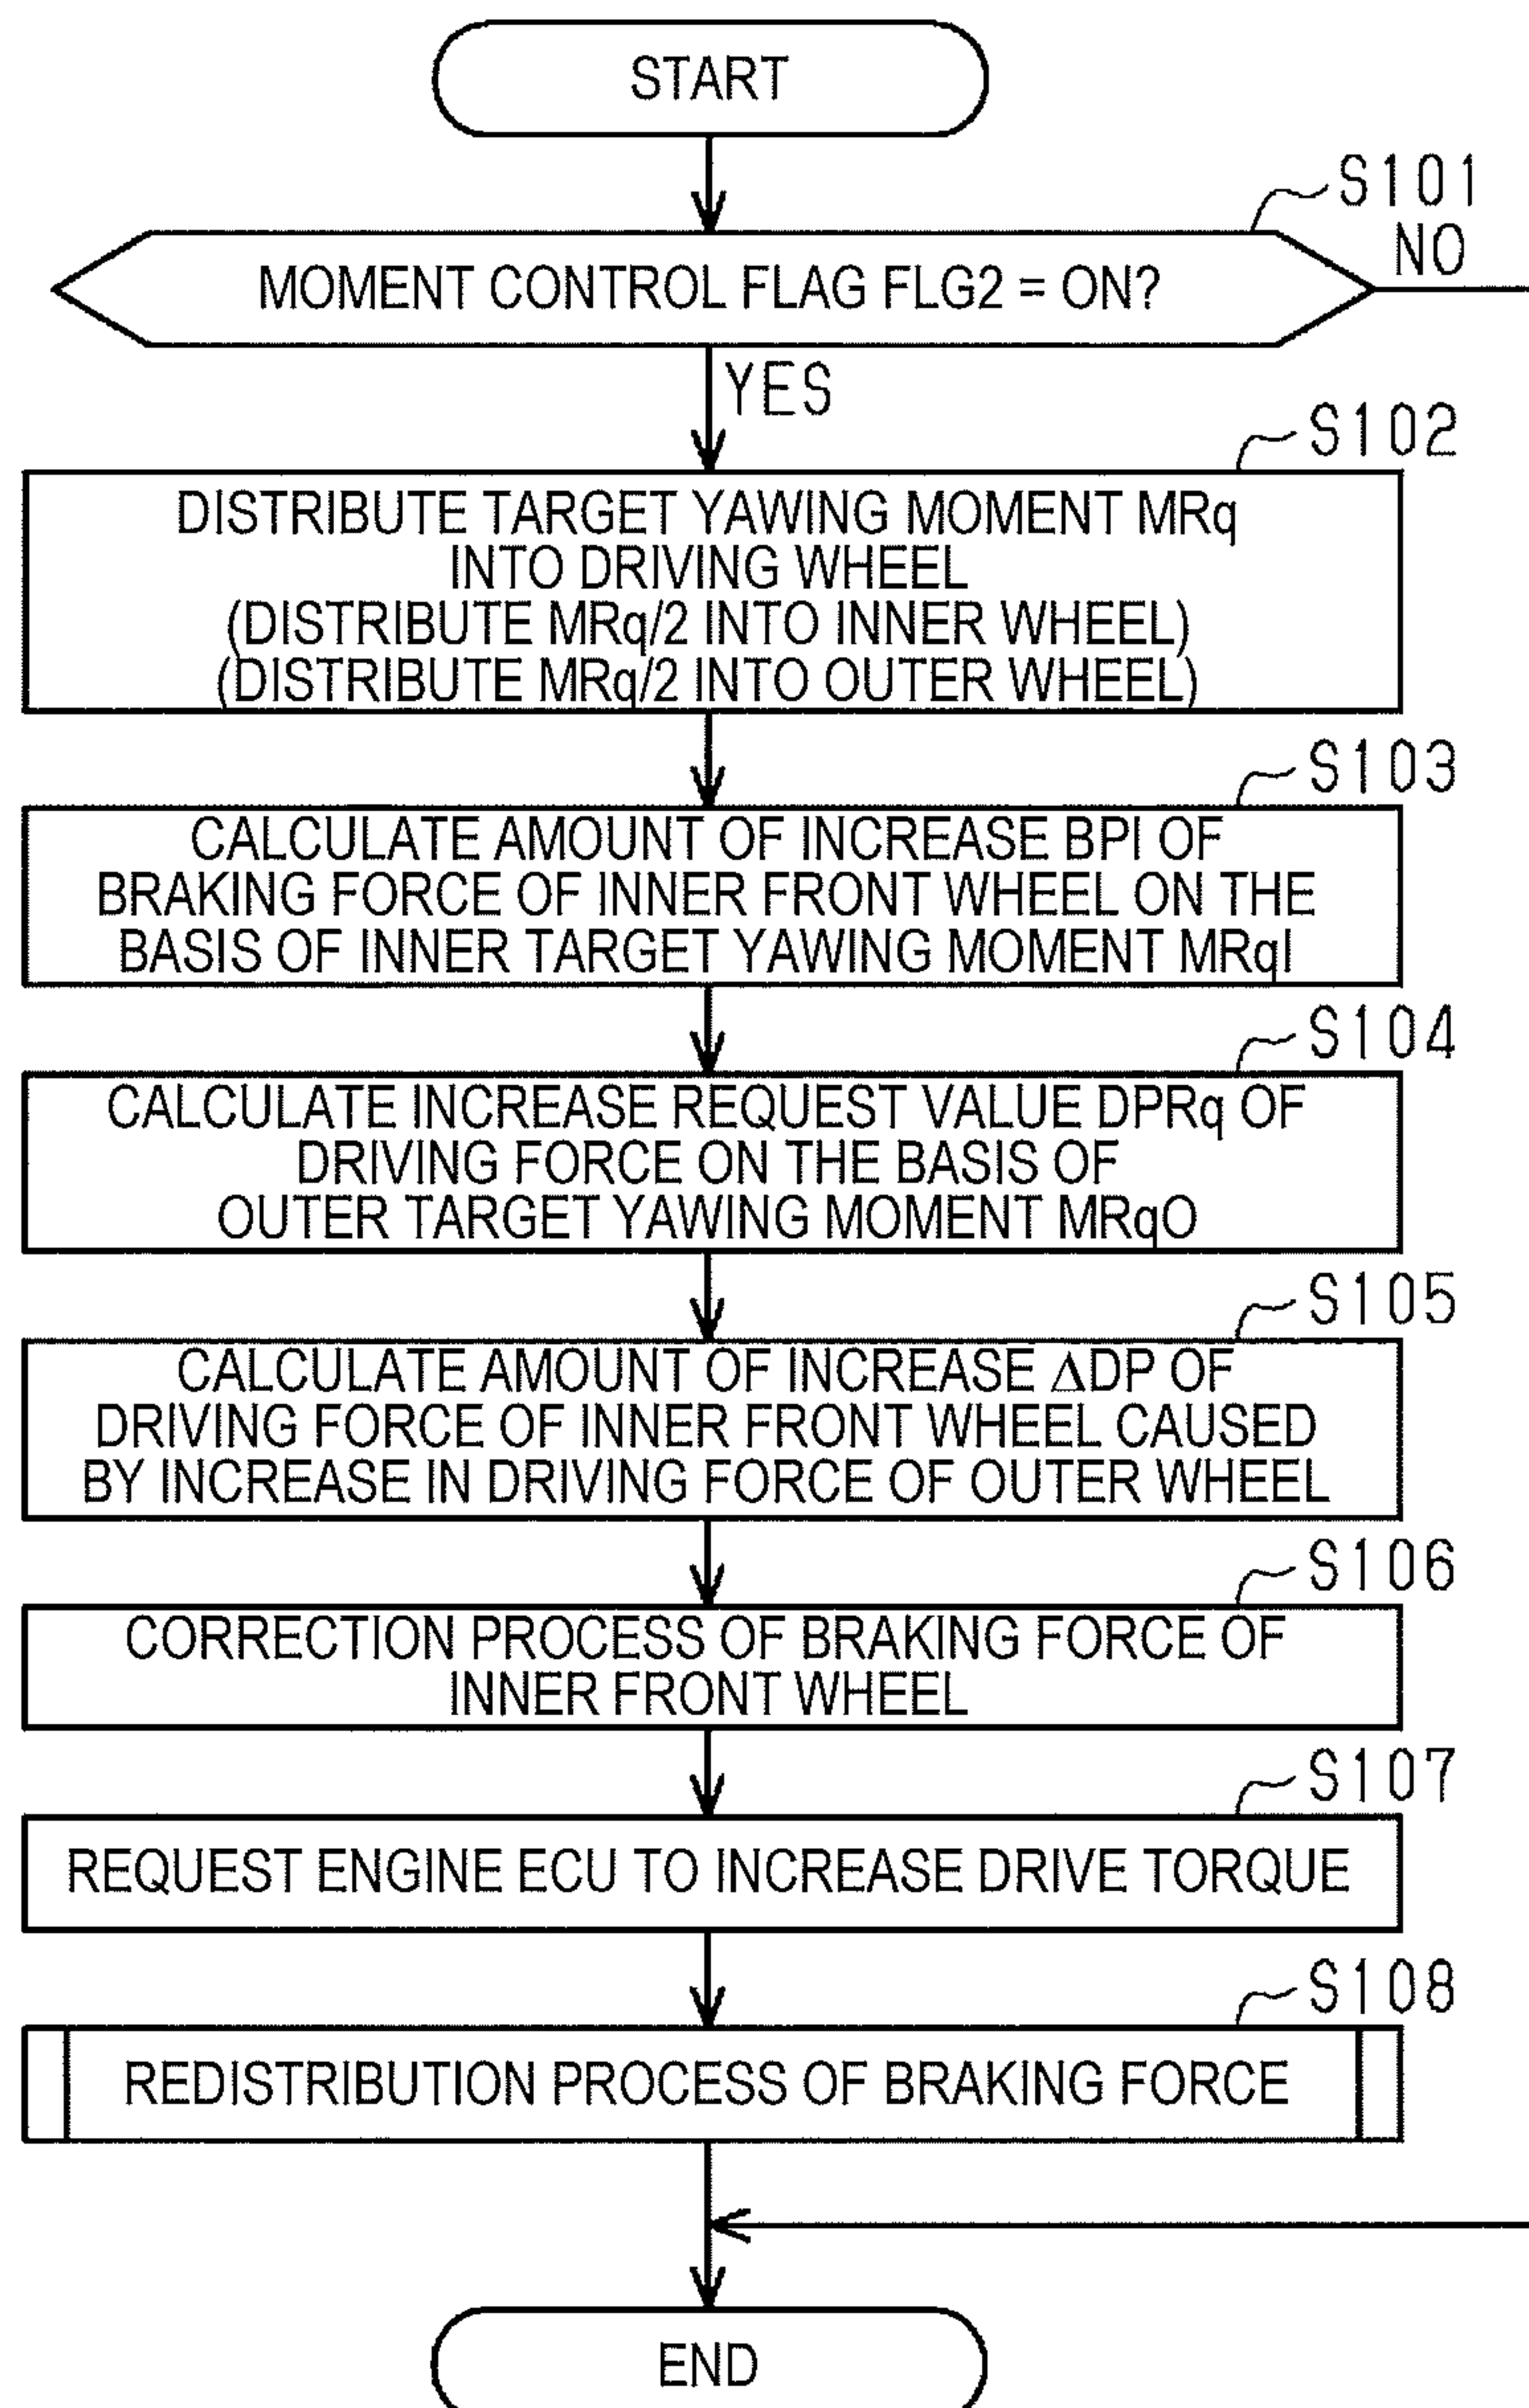 START
S101
MOMENT CONTROL FLAG FLG2 = ON?
NO
YES
S102
DISTRIBUTE TARGET YAWING MOMENT MRq
INTO DRIVING WHEEL
(DISTRIBUTE MRq/2 INTO INNER WHEEL)
(DISTRIBUTE MRq/2 INTO OUTER WHEEL)
S103
CALCULATE AMOUNT OF INCREASE BPI OF
BRAKING FORCE OF INNER FRONT WHEEL ON THE
BASIS OF INNER TARGET YAWING MOMENT MRqI
S104
CALCULATE INCREASE REQUEST VALUE DPRq OF
DRIVING FORCE ON THE BASIS OF
OUTER TARGET YAWING MOMENT MRqO
S105
CALCULATE AMOUNT OF INCREASE ΔDP OF
DRIVING FORCE OF INNER FRONT WHEEL CAUSED
BY INCREASE IN DRIVING FORCE OF OUTER WHEEL
S106
CORRECTION PROCESS OF BRAKING FORCE OF
INNER FRONT WHEEL
S107
REQUEST ENGINE ECU TO INCREASE DRIVE TORQUE
S108
REDISTRIBUTION PROCESS OF BRAKING FORCE
END